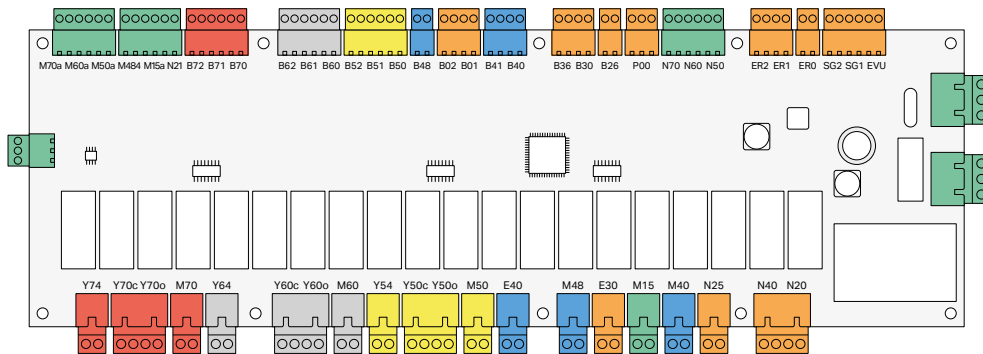 M70a M60a M50a M484 M15a N21 B72 B71 B70 B62 B61 B60 B52 B51 B50 B48 B02 B01 B41 B40 B36 B30 B26 P00 N70 N60 N50 ER2 ER1 ER0 SG2 SG1 EVU
Y74 Y70c Y70o M70 Y64 Y60c Y60o M60 Y54 Y50c Y50o M50 E40 M48 E30 M15 M40 N25 N40 N20